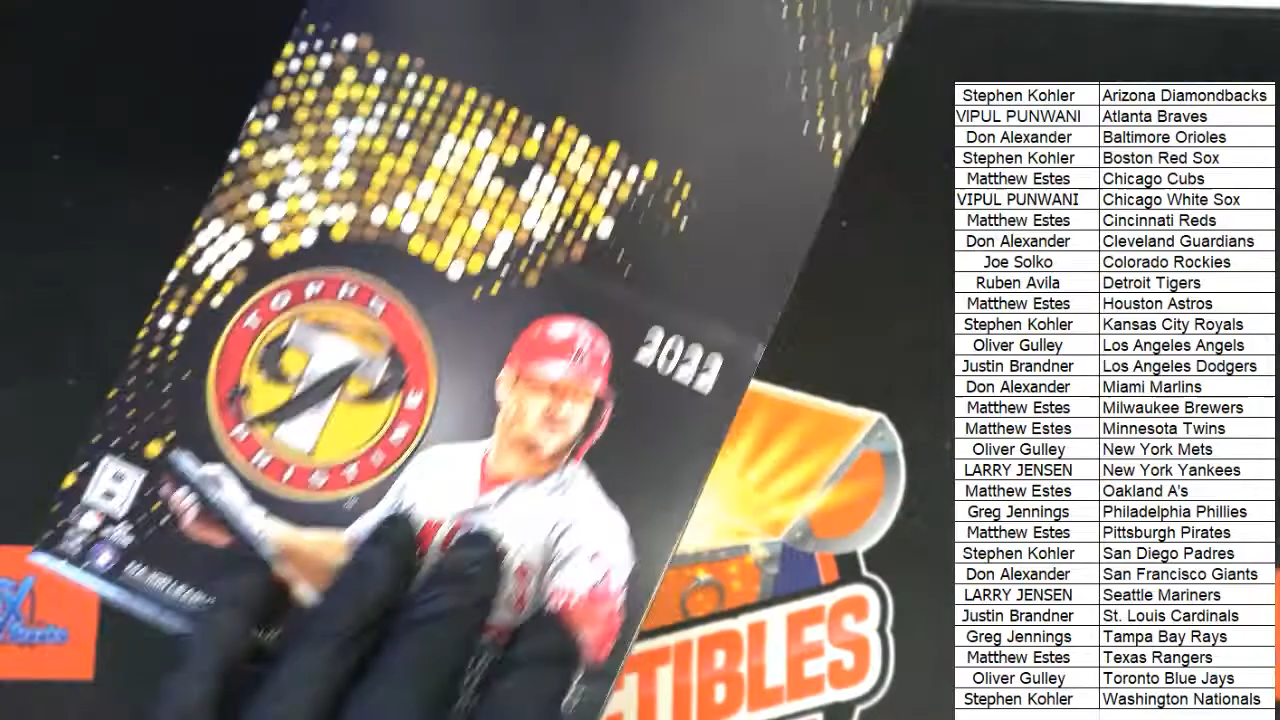 TOPPS
2022
TIBLES
Stephen Kohler Arizona Diamondbacks
VIPUL PUNWANI Atlanta Braves
Don Alexander Baltimore Orioles
Stephen Kohler Boston Red Sox
Matthew Estes Chicago Cubs
VIPUL PUNWANI Chicago White Sox
Matthew Estes Cincinnati Reds
Don Alexander Cleveland Guardians
Joe Solko Colorado Rockies
Ruben Avila Detroit Tigers
Matthew Estes Houston Astros
Stephen Kohler Kansas City Royals
Oliver Gulley Los Angeles Angels
Justin Brandner Los Angeles Dodgers
Don Alexander Miami Marlins
Matthew Estes Milwaukee Brewers
Matthew Estes Minnesota Twins
Oliver Gulley New York Mets
LARRY JENSEN New York Yankees
Matthew Estes Oakland A's
Greg Jennings Philadelphia Phillies
Matthew Estes Pittsburgh Pirates
Stephen Kohler San Diego Padres
Don Alexander San Francisco Giants
LARRY JENSEN Seattle Mariners
Justin Brandner St. Louis Cardinals
Greg Jennings Tampa Bay Rays
Matthew Estes Texas Rangers
Oliver Gulley Toronto Blue Jays
Stephen Kohler Washington Nationals